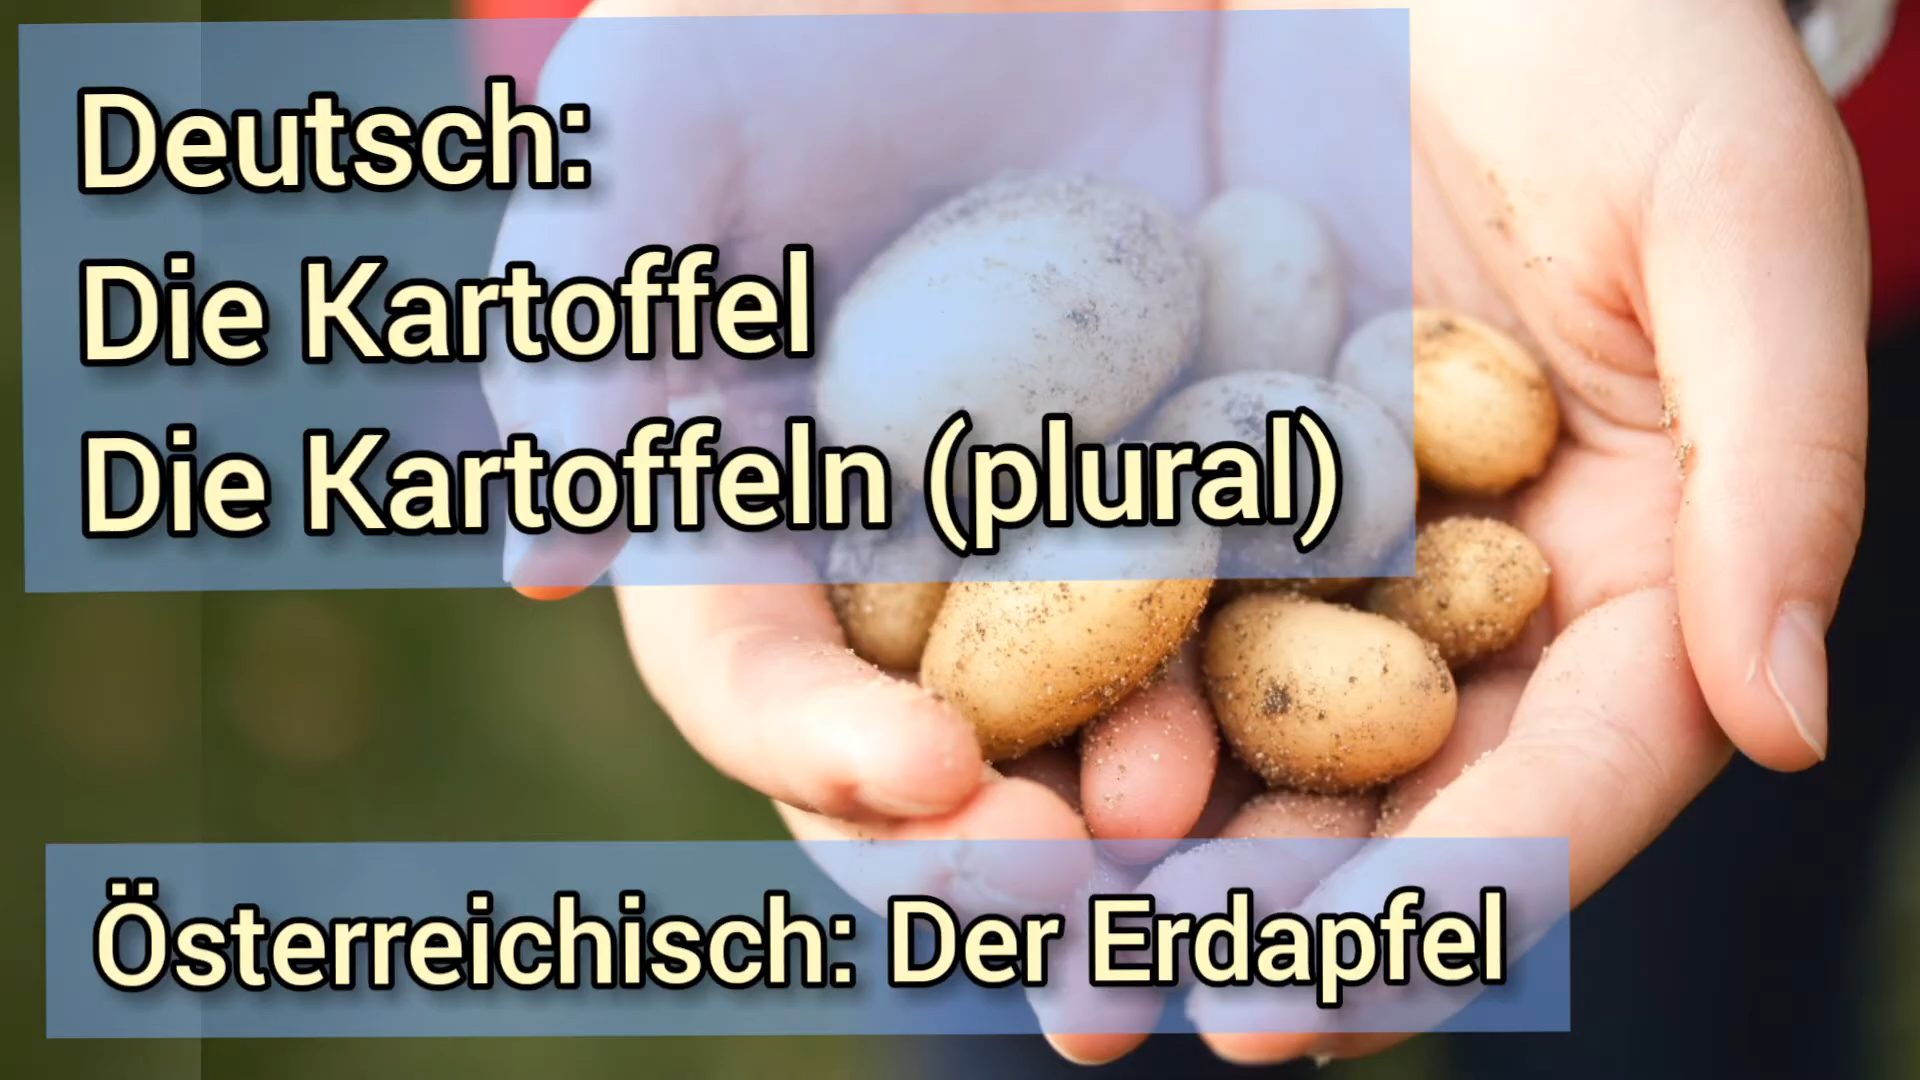 Deutsch:
Die Kartoffel
Die Kartoffeln (plural)
Österreichisch: Der Erdapfel